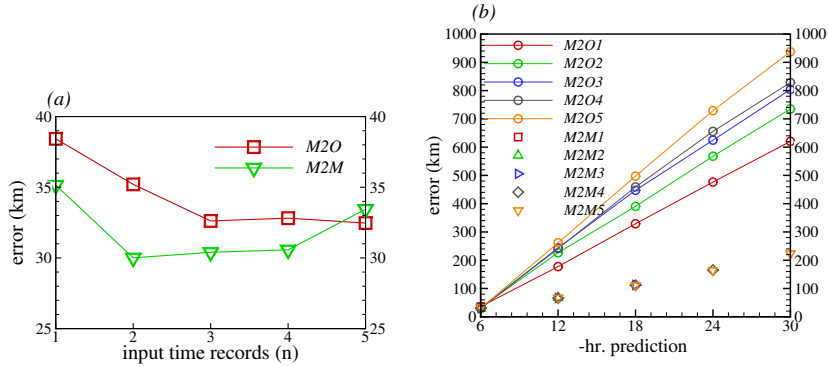 (a)
40
35
30
25
error (km)
M2O
M2M
40
35
30
25
1 2 3 4 5
input time records (n)
(b)
1000
900
800
700
600
500
400
300
200
100
0
error (km)
M2O1
M2O2
M2O3
M2O4
M2O5
M2M1
M2M2
M2M3
M2M4
M2M5
1000
900
800
700
600
500
400
300
200
100
0
6 12 18 24 30
-hr. prediction